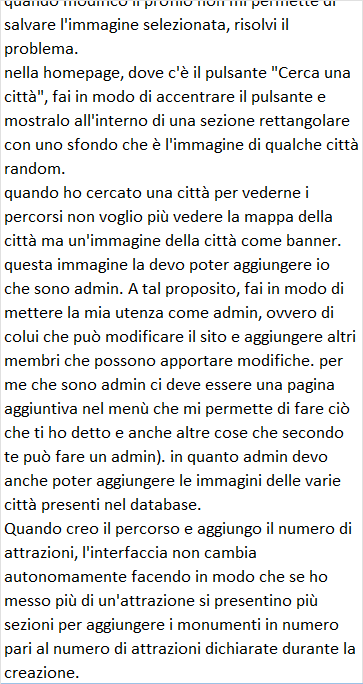 quando modifico il profilo non mi permette di
salvare l'immagine selezionata, risolvi il
problema.
nella homepage, dove c'è il pulsante "Cerca una
città", fai in modo di accentrare il pulsante e
mostralo all'interno di una sezione rettangolare
con uno sfondo che è l'immagine di qualche città
random.
quando ho cercato una città per vederne i
percorsi non voglio più vedere la mappa della
città ma un'immagine della città come banner.
questa immagine la devo poter aggiungere io
che sono admin. A tal proposito, fai in modo di
mettere la mia utenza come admin, ovvero di
colui che può modificare il sito e aggiungere altri
membri che possono apportare modifiche. per
me che sono admin ci deve essere una pagina
aggiuntiva nel menù che mi permette di fare ciò
che ti ho detto e anche altre cose che secondo
te può fare un admin). in quanto admin devo
anche poter aggiungere le immagini delle varie
città presenti nel database.
Quando creo il percorso e aggiungo il numero di
attrazioni, l'interfaccia non cambia
autonomamente facendo in modo che se ho
messo più di un'attrazione si presentino più
sezioni per aggiungere i monumenti in numero
pari al numero di attrazioni dichiarate durante la
creazione.